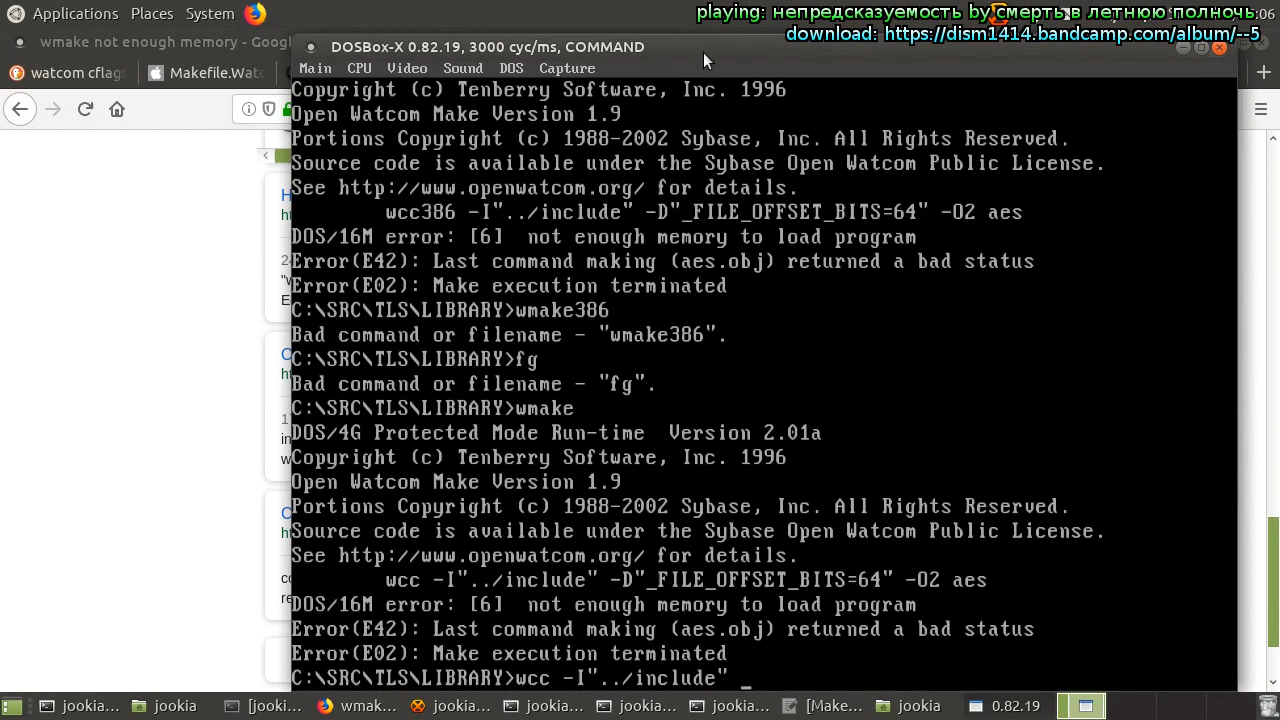 Applications Places System
playing: непредсказуемость by смерть в летнюю полночь
:06
download: https://dism1414.bandcamp.com/album/--5
wmake not enough memory - Goog
DOSBox-X 0.82.19, 3000 cyc/ms, COMMAND
watcom cflags
Makefile.Watc
Main CPU Video Sound DOS Capture
Copyright (c) Tenberry Software, Inc. 1996
Open Watcom Make Version 1.9
Portions Copyright (c) 1988-2002 Sybase, Inc. All Rights Reserved.
Source code is available under the Sybase Open Watcom Public License.
See http://www.openwatcom.org/ for details.
wcc386 -I"../include" -D"_FILE_OFFSET_BITS=64" -O2 aes
DOS/16M error: [6]  not enough memory to load program
Error(E42): Last command making (aes.obj) returned a bad status
Error(E02): Make execution terminated
C:\SRC\TLS\LIBRARY>wmake386
Bad command or filename - "wmake386".
C:\SRC\TLS\LIBRARY>fg
Bad command or filename - "fg".
C:\SRC\TLS\LIBRARY>wmake
DOS/4G Protected Mode Run-time  Version 2.01a
Copyright (c) Tenberry Software, Inc. 1996
Open Watcom Make Version 1.9
Portions Copyright (c) 1988-2002 Sybase, Inc. All Rights Reserved.
Source code is available under the Sybase Open Watcom Public License.
See http://www.openwatcom.org/ for details.
wcc -I"../include" -D"_FILE_OFFSET_BITS=64" -O2 aes
DOS/16M error: [6]  not enough memory to load program
Error(E42): Last command making (aes.obj) returned a bad status
Error(E02): Make execution terminated
C:\SRC\TLS\LIBRARY>wcc -I"../include" _
jookia... jookia [jooki... wmak... jookia... jookia... jookia... jookia... [Make... jookia 0.82.19